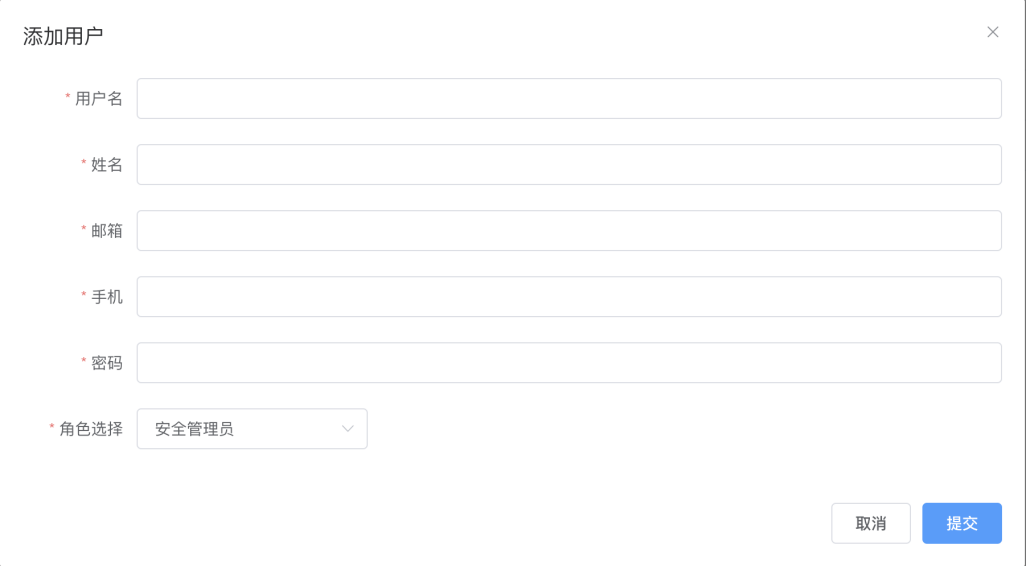 添加用户
* 用户名
* 姓名
* 邮箱
* 手机
* 密码
* 角色选择 安全管理员
取消 提交